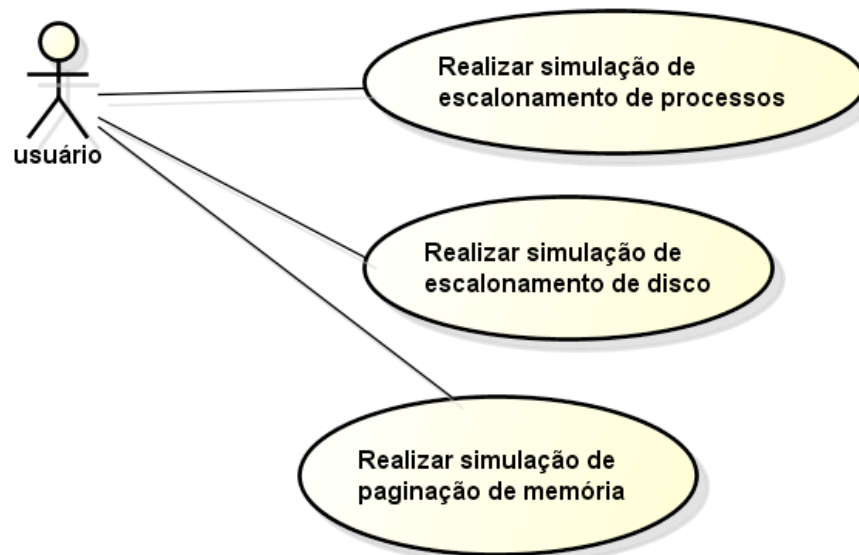 Realizar simulação de
escalonamento de processos
usuário
Realizar simulação de
escalonamento de disco
Realizar simulação de
paginação de memória